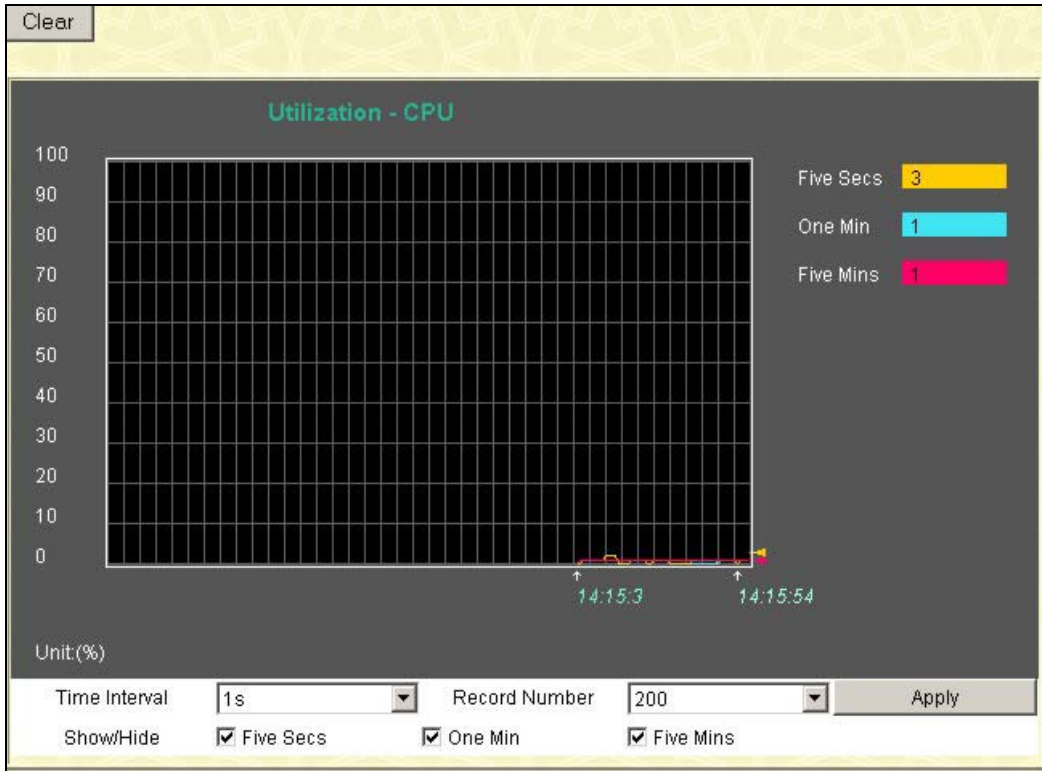 Clear
Utilization - CPU
100
90
80
70
60
50
40
30
20
10
0
Five Secs 3
One Min 1
Five Mins 1
14:15:3 14:15:54
Unit:(%)
Time Interval 1s Record Number 200 Apply
Show/Hide Five Secs One Min Five Mins